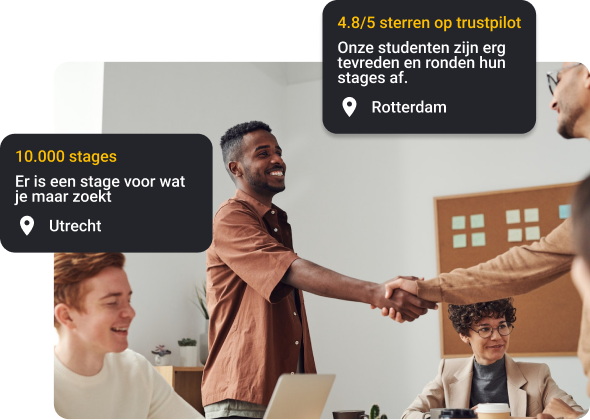 4.8/5 sterren op trustpilot
Onze studenten zijn erg
tevreden en ronden hun
stages af.
Rotterdam
10.000 stages
Er is een stage voor wat
je maar zoekt
Utrecht